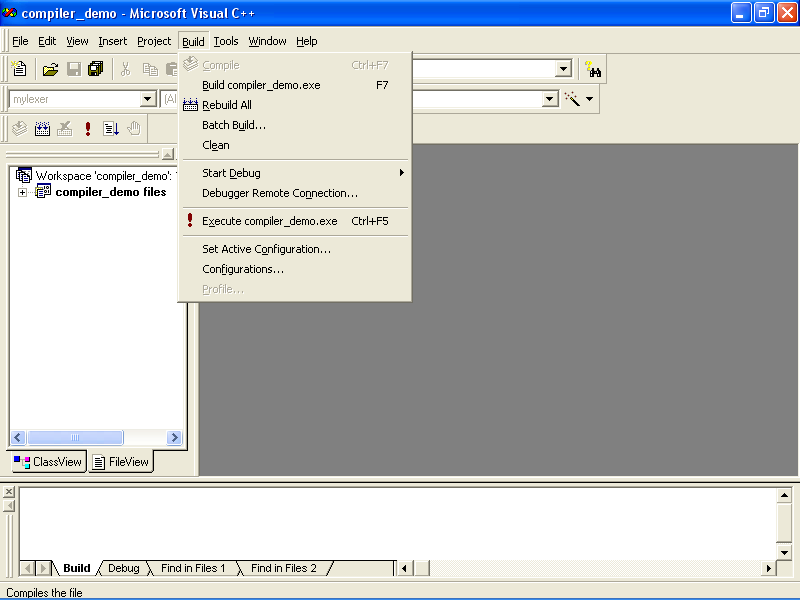 compiler_demo - Microsoft Visual C++
File Edit View Insert Project Build Tools Window Help
Compile Ctrl+F7
Build compiler_demo.exe F7
Rebuild All
Batch Build...
Clean
Start Debug
Debugger Remote Connection...
Execute compiler_demo.exe Ctrl+F5
Set Active Configuration...
Configurations...
Profile...
mylexer
Workspace 'compiler_demo':
compiler_demo files
ClassView FileView
Build Debug Find in Files 1 Find in Files 2
Compiles the file